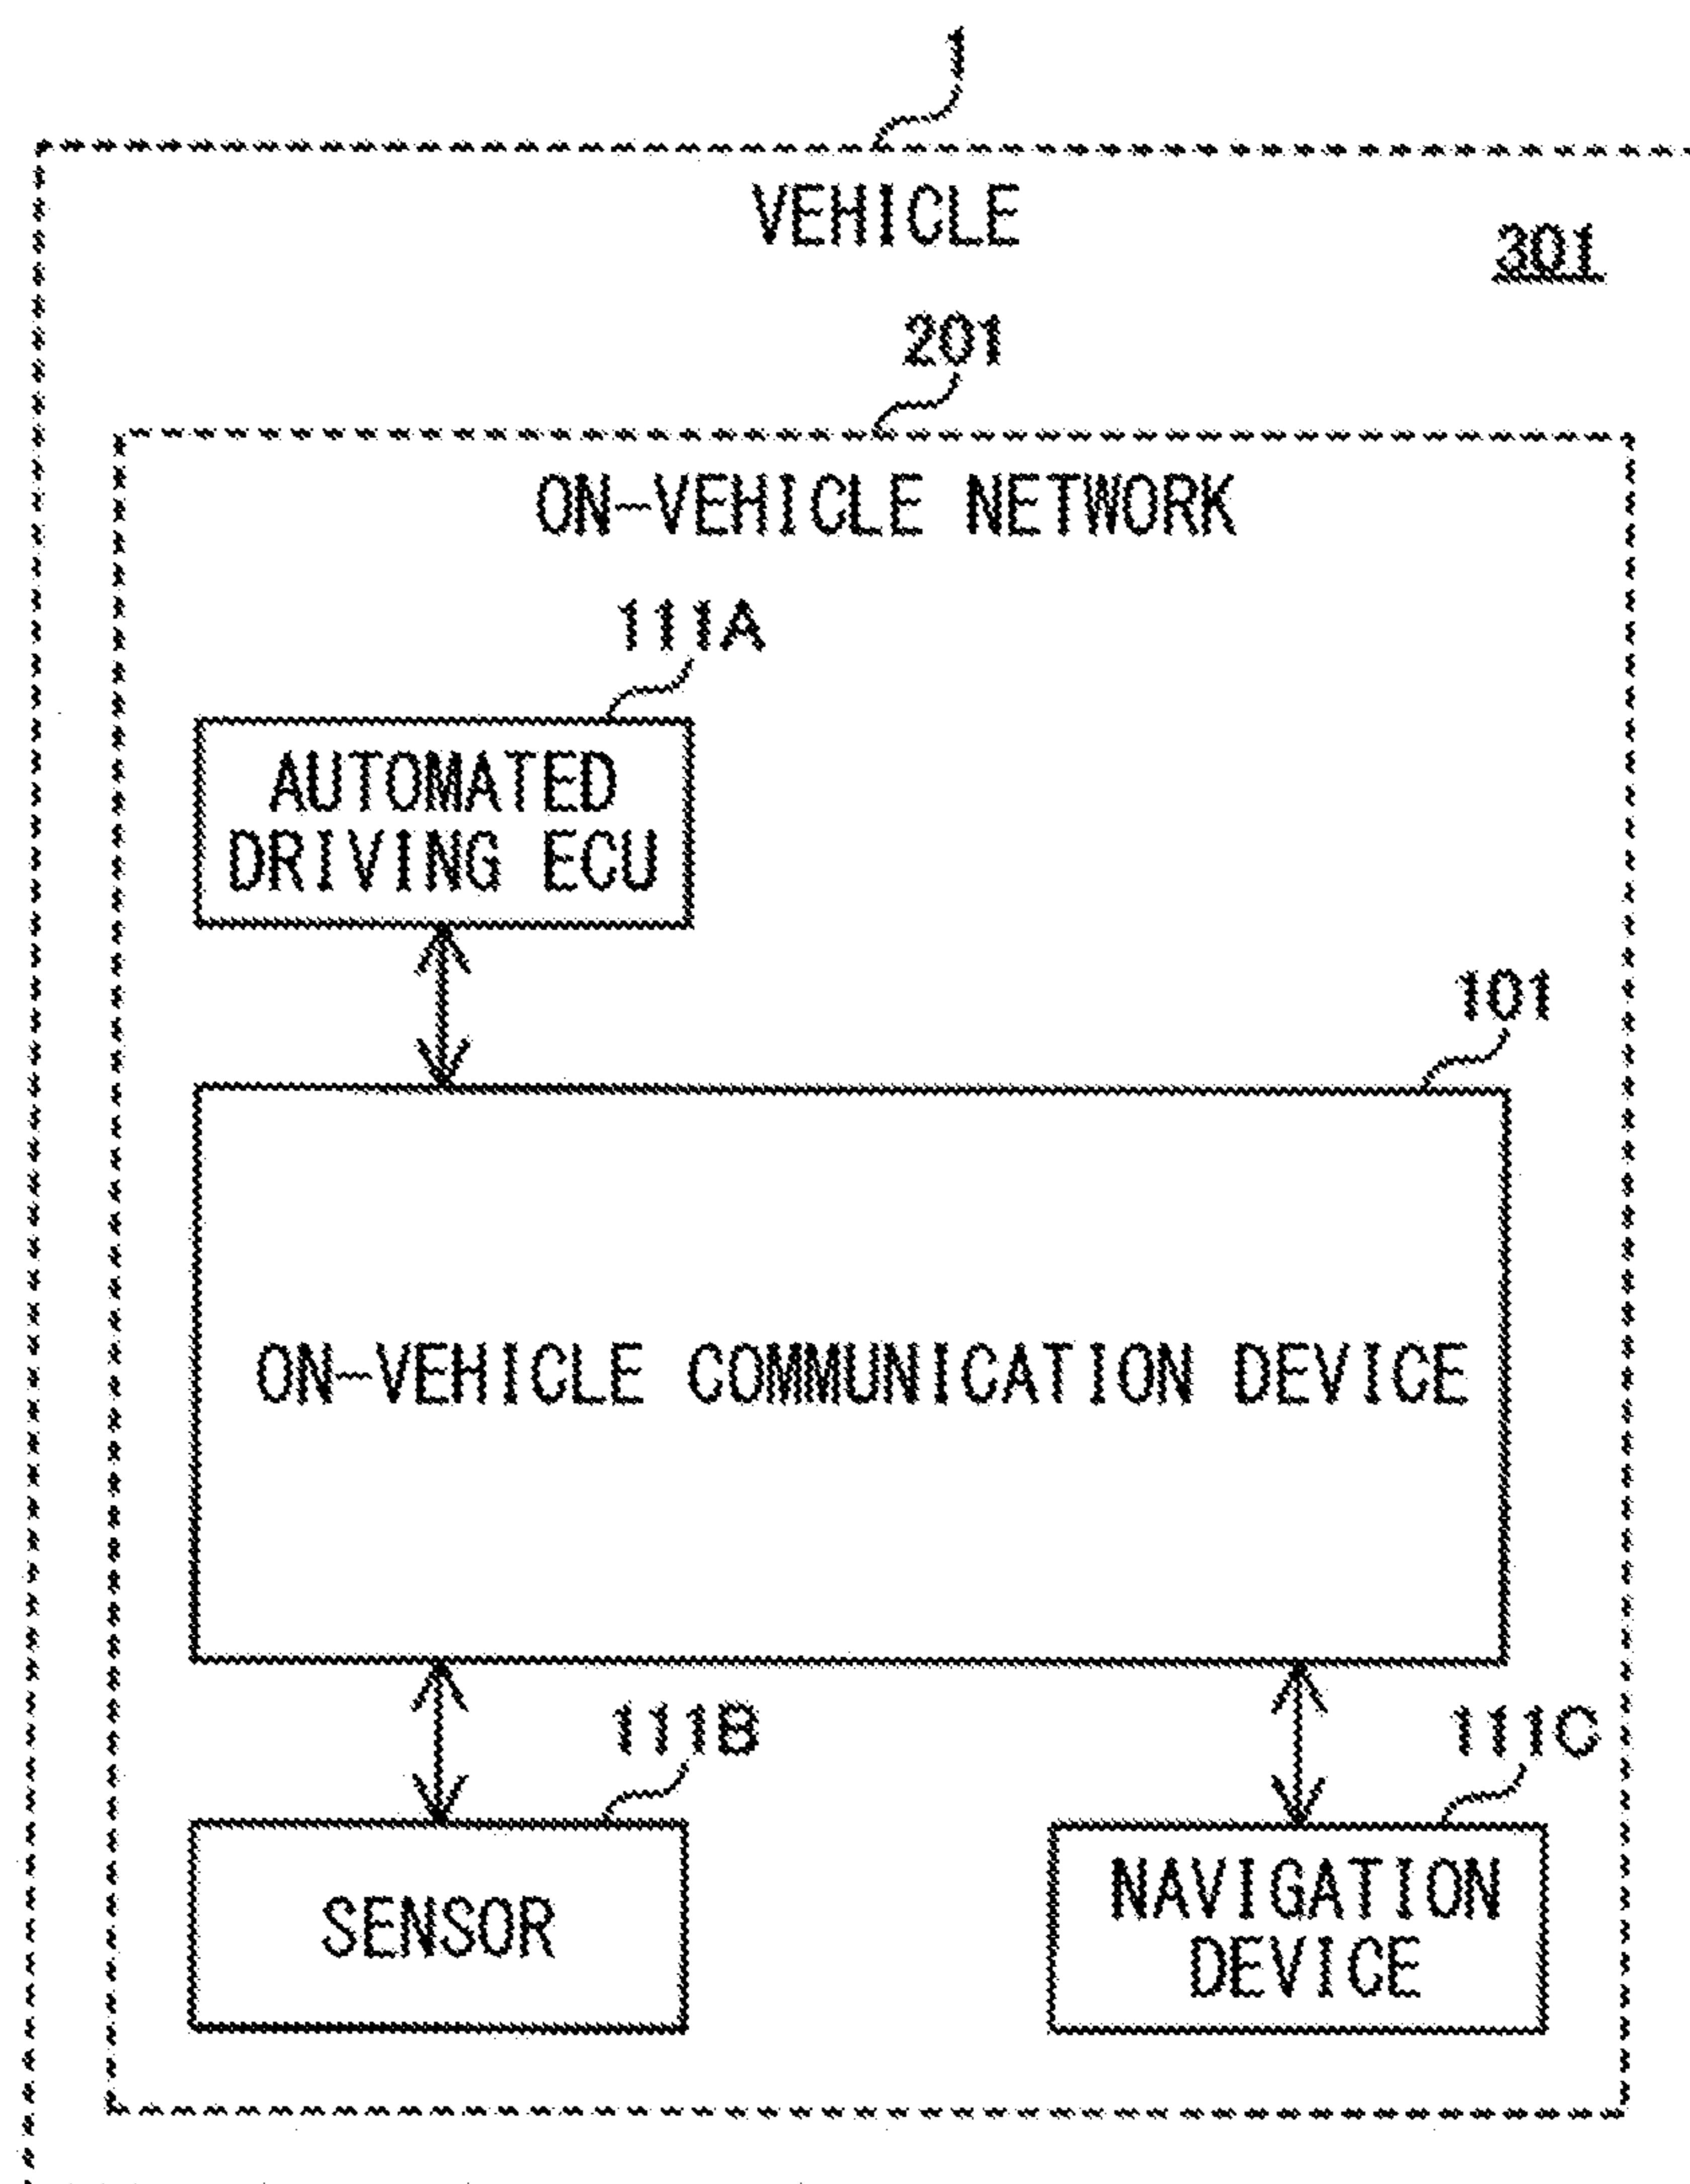 1
VEHICLE
301
201
ON-VEHICLE NETWORK
111A
AUTOMATED
DRIVING ECU
101
ON-VEHICLE COMMUNICATION DEVICE
111B
111C
SENSOR
NAVIGATION
DEVICE